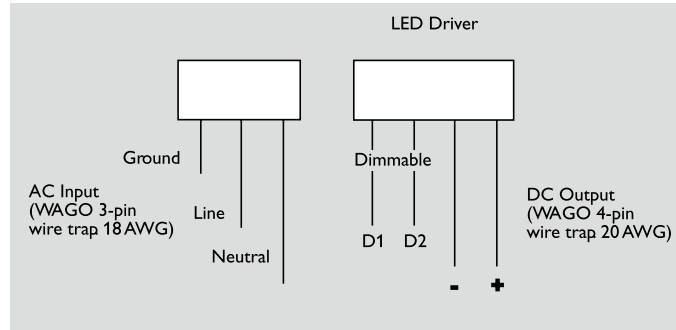 LED Driver
Ground
Dimmable
AC Input
(WAGO 3-pin
wire trap 18 AWG)
Line
Neutral
D1 D2
DC Output
(WAGO 4-pin
wire trap 20 AWG)
- +